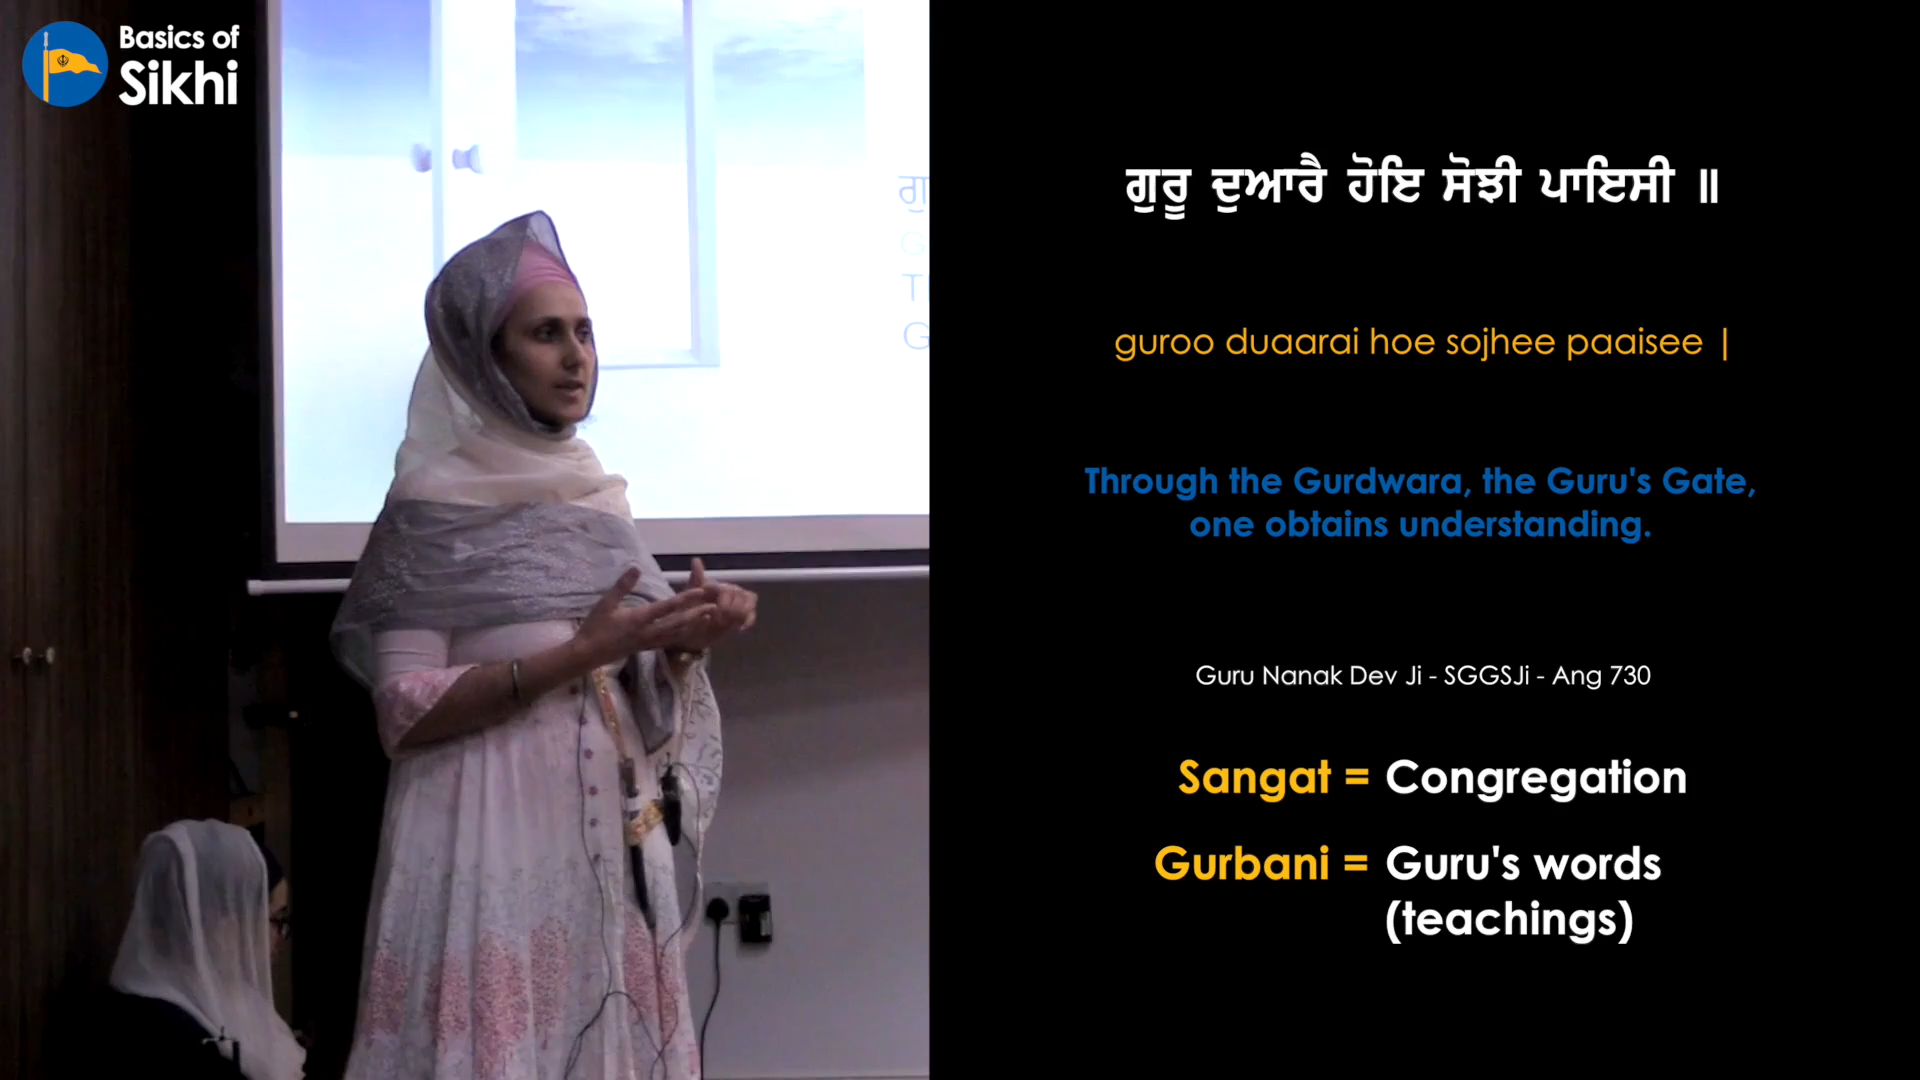 Basics of
Sikhi
ਗੁਰੂ ਦੁਆਰੈ ਹੋਇ ਸੋਝੀ ਪਾਇਸੀ ॥
guroo duaarai hoe sojhee paaisee |
Through the Gurdwara, the Guru's Gate,
one obtains understanding.
Guru Nanak Dev Ji - SGGSJi - Ang 730
Sangat = Congregation
Gurbani = Guru's words
(teachings)